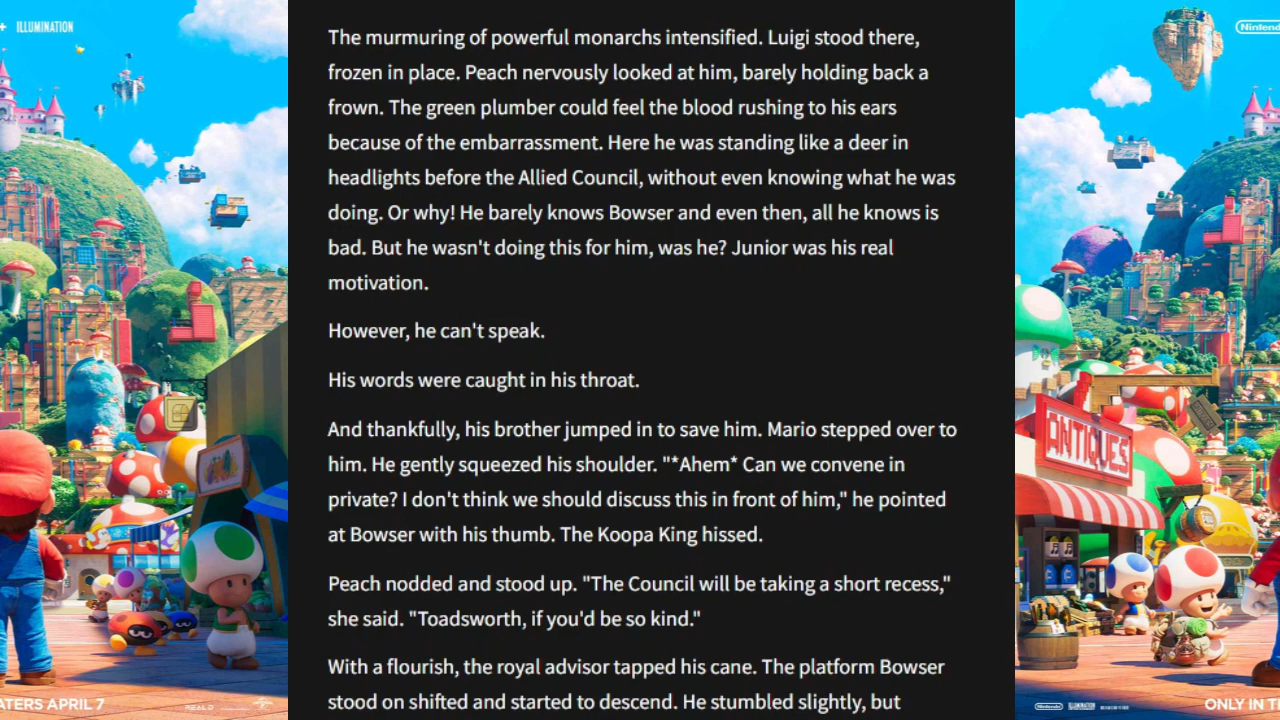 ILLUMINATION
Nintend
The murmuring of powerful monarchs intensified. Luigi stood there,
frozen in place. Peach nervously looked at him, barely holding back a
frown. The green plumber could feel the blood rushing to his ears
because of the embarrassment. Here he was standing like a deer in
headlights before the Allied Council, without even knowing what he was
doing. Or why! He barely knows Bowser and even then, all he knows is
bad. But he wasn't doing this for him, was he? Junior was his real
motivation.
However, he can't speak.
His words were caught in his throat.
And thankfully, his brother jumped in to save him. Mario stepped over to
him. He gently squeezed his shoulder. "*Ahem* Can we convene in
private? I don't think we should discuss this in front of him," he pointed
at Bowser with his thumb. The Koopa King hissed.
Peach nodded and stood up. "The Council will be taking a short recess,"
she said. "Toadsworth, if you'd be so kind."
With a flourish, the royal advisor tapped his cane. The platform Bowser
stood on shifted and started to descend. He stumbled slightly, but
ANTIQUES
ATERS APRIL 7
REALD
Nintendo
ILLUMINATION
ONLY IN T